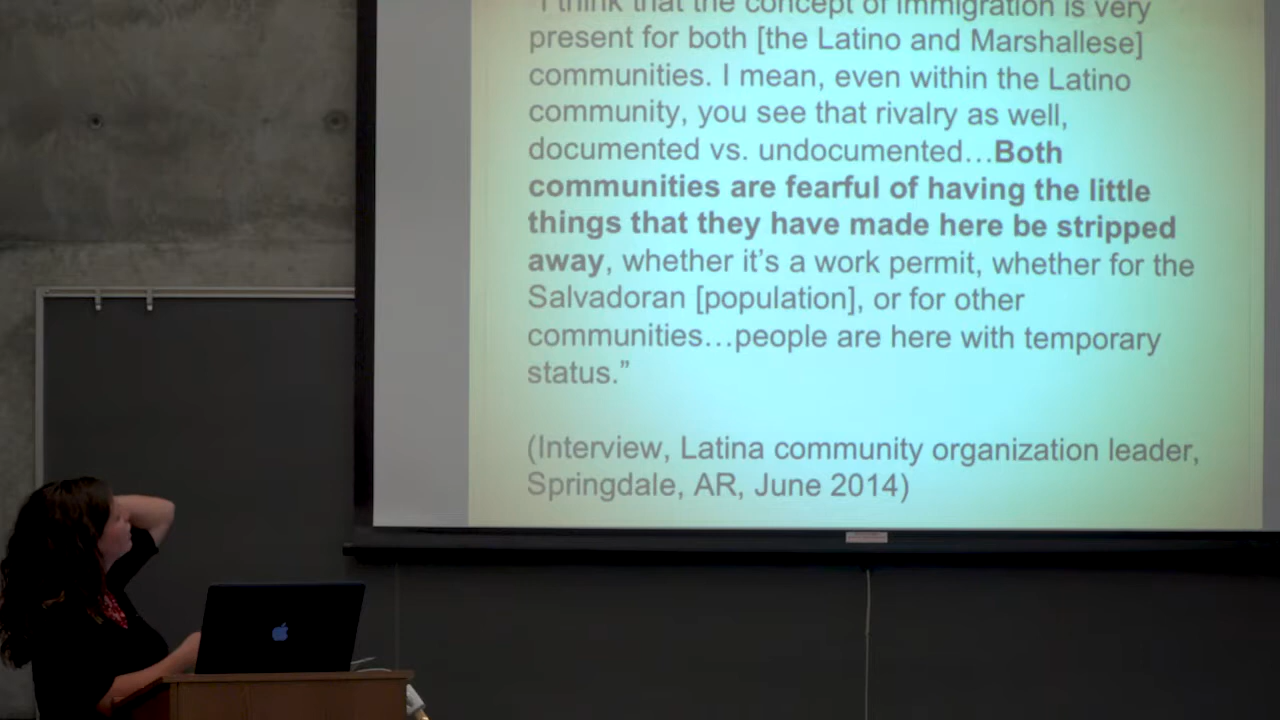 "I think that the concept of immigration is very
present for both [the Latino and Marshallese]
communities. I mean, even within the Latino
community, you see that rivalry as well,
documented vs. undocumented…Both
communities are fearful of having the little
things that they have made here be stripped
away, whether it’s a work permit, whether for the
Salvadoran [population], or for other
communities…people are here with temporary
status.”
(Interview, Latina community organization leader,
Springdale, AR, June 2014)